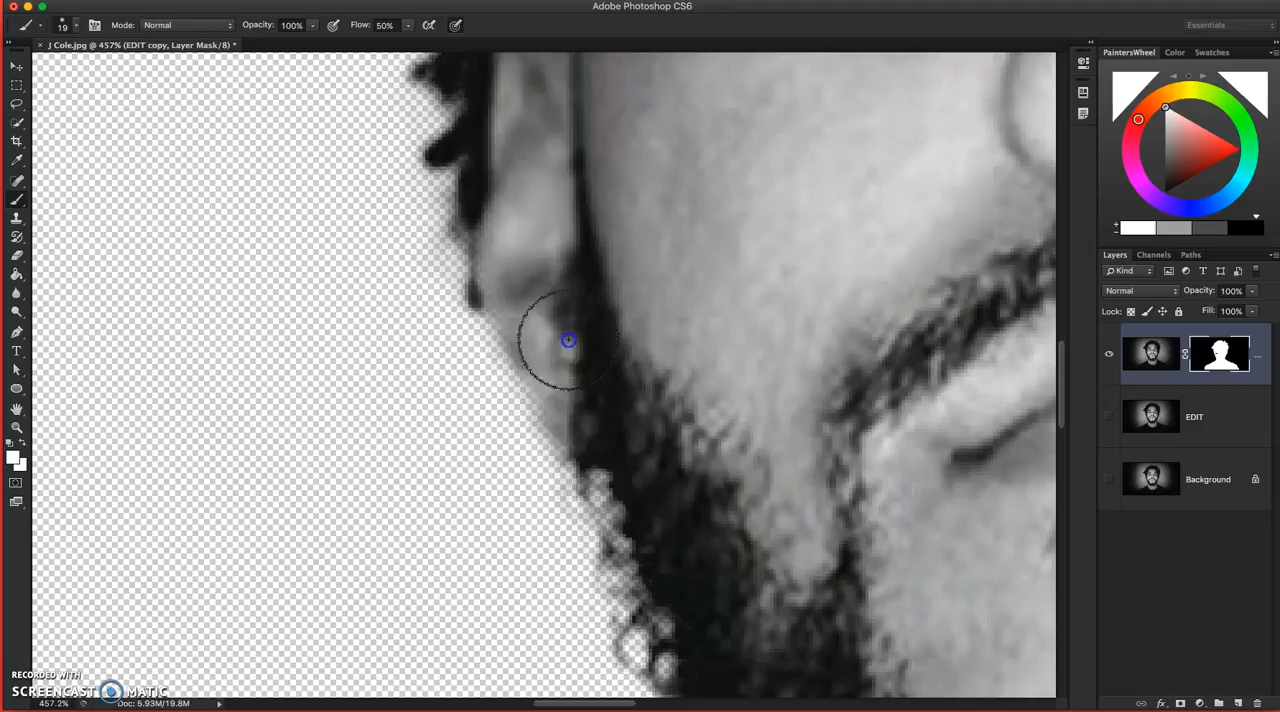 Adobe Photoshop CS6
19
Mode: Normal
Opacity: 100%
Flow: 50%
Essentials
× J Cole.jpg @ 457% (EDIT copy, Layer Mask/8) *
PaintersWheel
Color
Swatches
Layers
Channels
Paths
Kind
Normal
Opacity: 100%
Lock:
Fill: 100%
...
EDIT
Background
RECORDED WITH
SCREENCAST MATIC
457.2%
Doc: 5.93M/19.8M